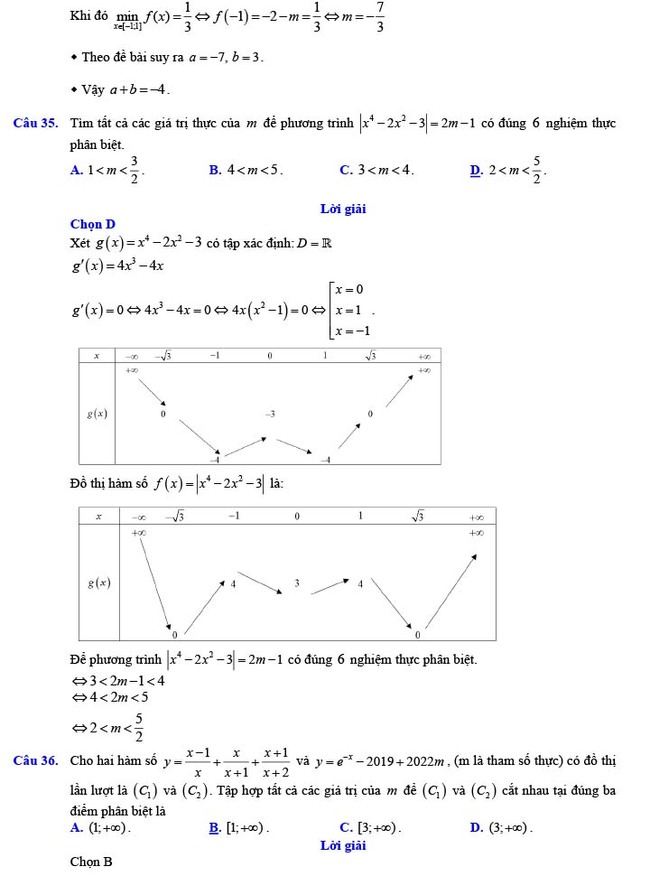 Khi đó min_{x∈[-1;1]} f(x) = 1/3 ⇔ f(−1) = −2 − m = 1/3 ⇔ m = −7/3
◆ Theo đề bài suy ra a = −7, b = 3.
◆ Vậy a + b = −4.
Câu 35. Tìm tất cả các giá trị thực của m để phương trình |x⁴ − 2x² − 3| = 2m − 1 có đúng 6 nghiệm thực
phân biệt.
A. 1 < m < 3/2. B. 4 < m < 5. C. 3 < m < 4. D. 2 < m < 5/2.
Lời giải
Chọn D
Xét g(x) = x⁴ − 2x² − 3 có tập xác định: D = ℝ
g′(x) = 4x³ − 4x
g′(x) = 0 ⇔ 4x³ − 4x = 0 ⇔ 4x(x² − 1) = 0 ⇔ [x = 0
x = 1 .
x = −1
x −∞ −√3 −1 0 1 √3 +∞
+∞ +∞
g(x) 0 −3 0
−4 −4
Đồ thị hàm số f(x) = |x⁴ − 2x² − 3| là:
x −∞ −√3 −1 0 1 √3 +∞
+∞ +∞
g(x) 4 3 4
0 0
Để phương trình |x⁴ − 2x² − 3| = 2m − 1 có đúng 6 nghiệm thực phân biệt.
⇔ 3 < 2m − 1 < 4
⇔ 4 < 2m < 5
⇔ 2 < m < 5/2
Câu 36. Cho hai hàm số y = (x−1)/x + x/(x+1) + (x+1)/(x+2) và y = e⁻ˣ − 2019 + 2022m, (m là tham số thực) có đồ thị
lần lượt là (C₁) và (C₂). Tập hợp tất cả các giá trị của m để (C₁) và (C₂) cắt nhau tại đúng ba
điểm phân biệt là
A. (1; +∞). B. [1; +∞). C. [3; +∞). D. (3; +∞).
Lời giải
Chọn B